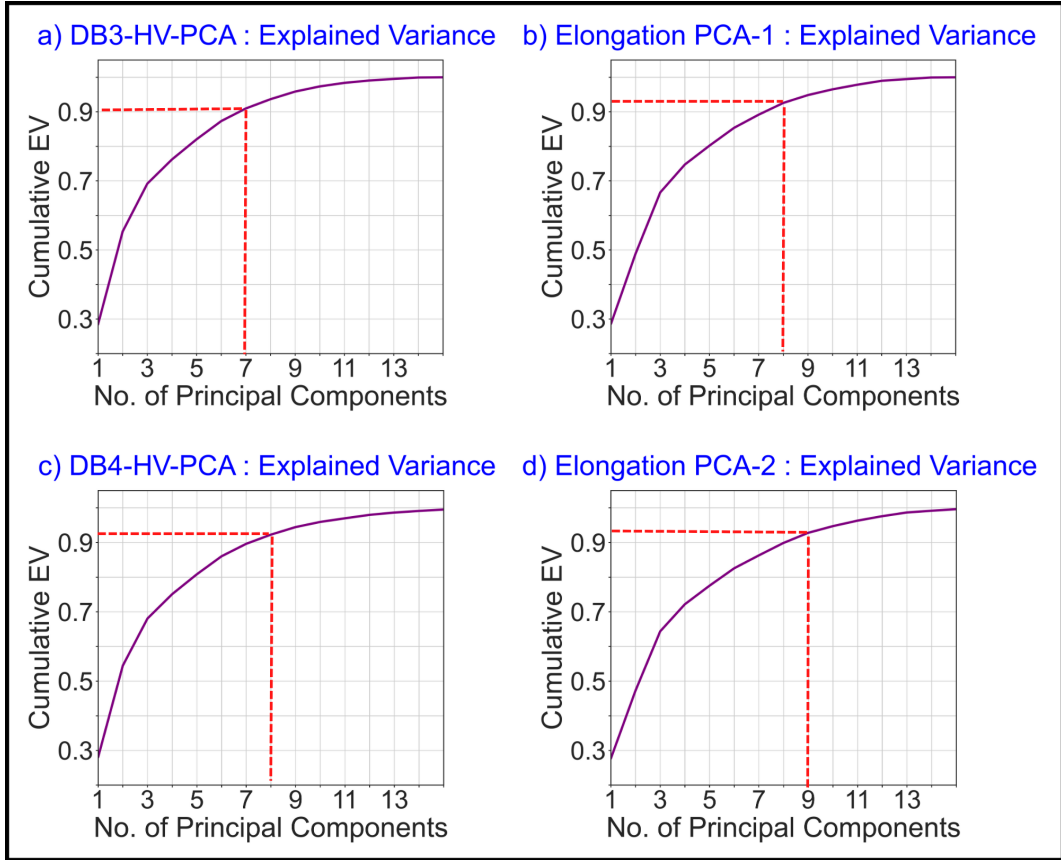 a) DB3-HV-PCA : Explained Variance
Cumulative EV
0.9
0.7
0.5
0.3
1 3 5 7 9 11 13
No. of Principal Components
b) Elongation PCA-1 : Explained Variance
Cumulative EV
0.9
0.7
0.5
0.3
1 3 5 7 9 11 13
No. of Principal Components
c) DB4-HV-PCA : Explained Variance
Cumulative EV
0.9
0.7
0.5
0.3
1 3 5 7 9 11 13
No. of Principal Components
d) Elongation PCA-2 : Explained Variance
Cumulative EV
0.9
0.7
0.5
0.3
1 3 5 7 9 11 13
No. of Principal Components